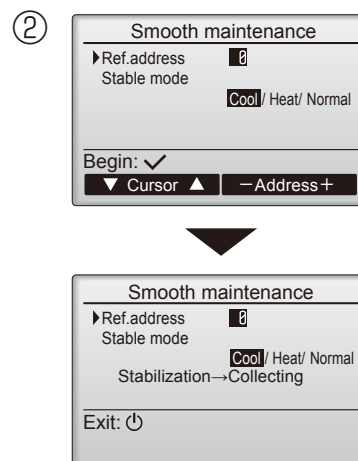 ②
Smooth maintenance
Ref.address 0
Stable mode
Cool / Heat/ Normal
Begin: ✓
▼ Cursor ▲ －Address＋
Smooth maintenance
Ref.address 0
Stable mode
Cool / Heat/ Normal
Stabilization→Collecting
Exit: ⏻